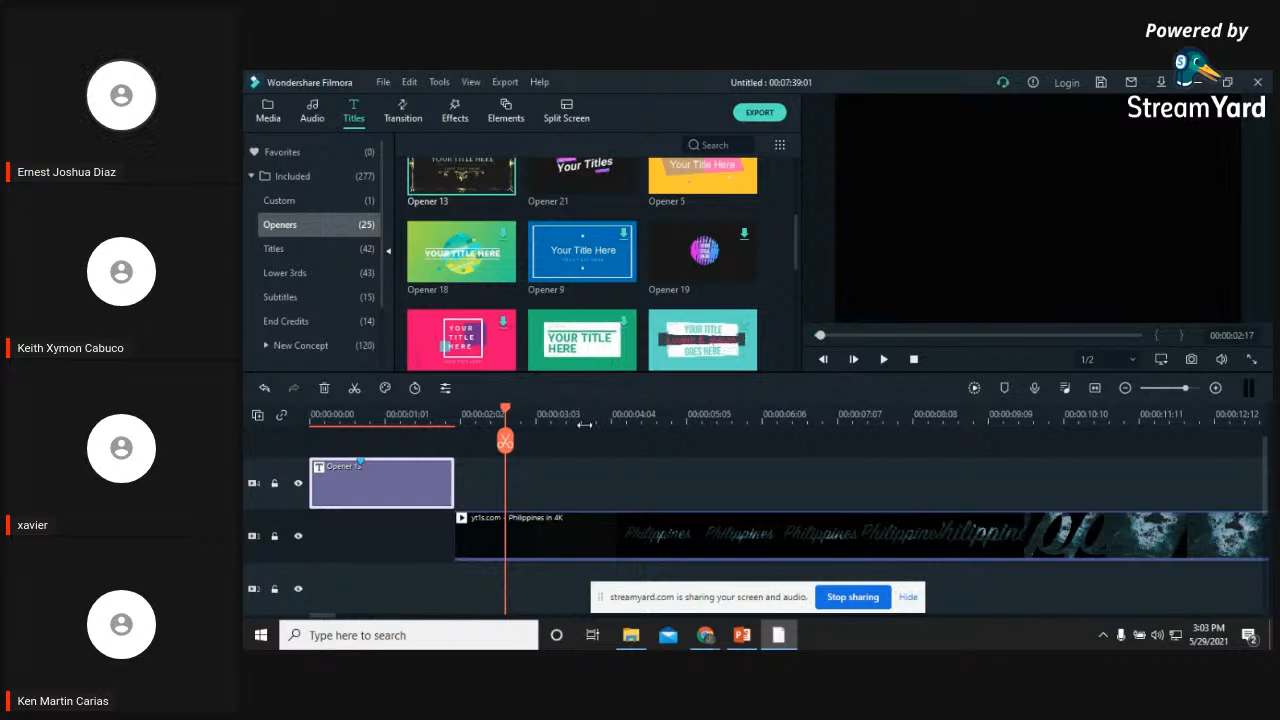 Powered by
StreamYard
Ernest Joshua Diaz
Keith Xymon Cabuco
xavier
Ken Martin Carias
Wondershare Filmora
File Edit Tools View Export Help
Untitled : 00:07:39:01
Login
Media Audio Titles Transition Effects Elements Split Screen
EXPORT
Search
Favorites (0)
Included (277)
Custom (1)
Openers (25)
Titles (42)
Lower 3rds (43)
Subtitles (15)
End Credits (14)
New Concept (120)
YOUR TITLE HERE
Your Titles
Your Title Here
Opener 13 Opener 21 Opener 5
YOUR TITLE HERE
Your Title Here
Opener 18 Opener 9 Opener 19
YOUR
TITLE
HERE
YOUR TITLE
HERE
YOUR TITLE
GOES HERE
00:00:02:17
1/2
00:00:00:00 00:00:01:01 00:00:02:02 00:00:03:03 00:00:04:04 00:00:05:05 00:00:06:06 00:00:07:07 00:00:08:08 00:00:09:09 00:00:10:10 00:00:11:11 00:00:12:12
4
T Opener 13
3
yt1s.com - Philippines in 4K
Philippines Philippines Philippines Philippines Philippines
2
streamyard.com is sharing your screen and audio.
Stop sharing
Hide
Type here to search
3:03 PM
5/29/2021
2